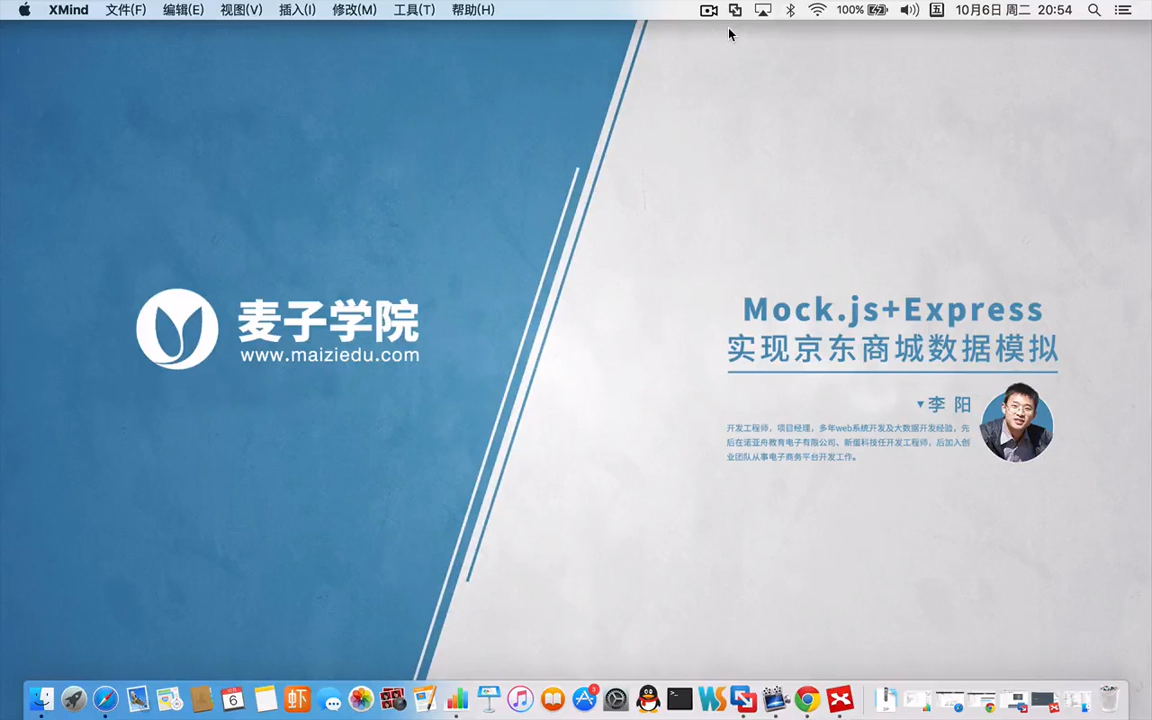 XMind 文件(F) 编辑(E) 视图(V) 插入(I) 修改(M) 工具(T) 帮助(H) 100% 五 10月6日 周二 20:54
麦子学院
www.maiziedu.com
Mock.js+Express
实现京东商城数据模拟
▼李 阳
开发工程师，项目经理，多年web系统开发及大数据开发经验，先
后在诺亚舟教育电子有限公司、新蛋科技任开发工程师，后加入创
业团队从事电子商务平台开发工作。
6 虾 3 WS